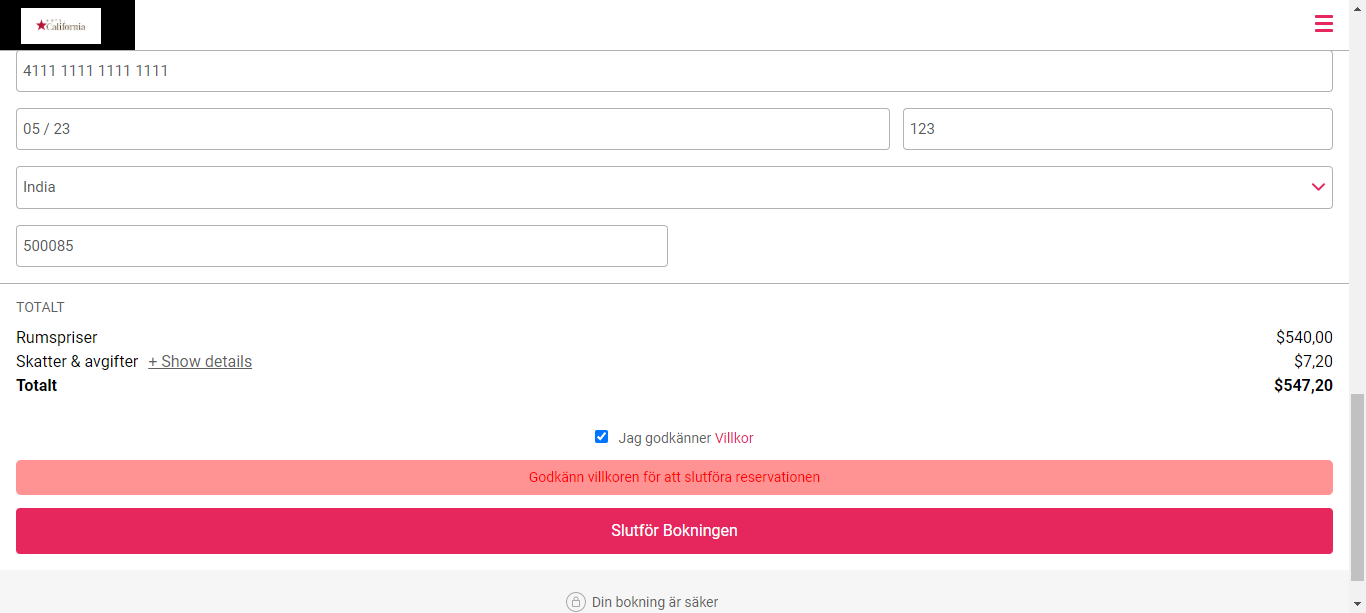 California
4111 1111 1111 1111
05 / 23 123
India
500085
TOTALT
Rumspriser $540,00
Skatter & avgifter + Show details $7,20
Totalt $547,20
Jag godkänner Villkor
Godkänn villkoren för att slutföra reservationen
Slutför Bokningen
Din bokning är säker